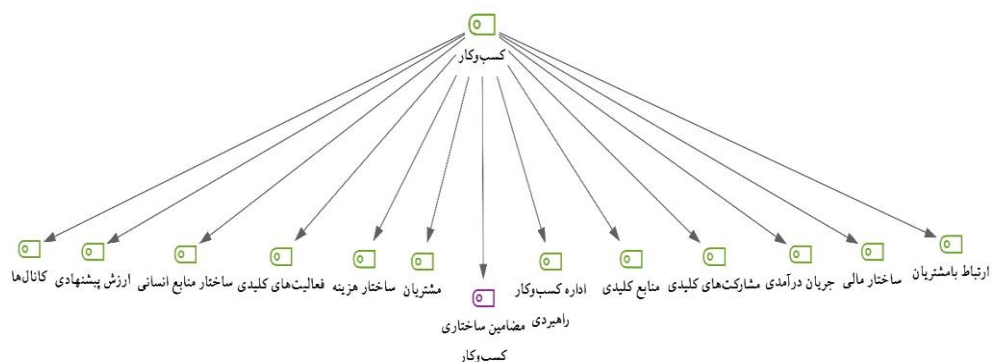 کسب‌وکار
ارتباط بامشتریان
ساختار مالی
جریان درآمدی
مشارکت‌های کلیدی
منابع کلیدی
اداره کسب‌وکار
راهبردی
مضامین ساختاری
کسب‌وکار
مشتریان
ساختار هزینه
فعالیت‌های کلیدی
ساختار منابع انسانی
ارزش پیشنهادی
کانال‌ها